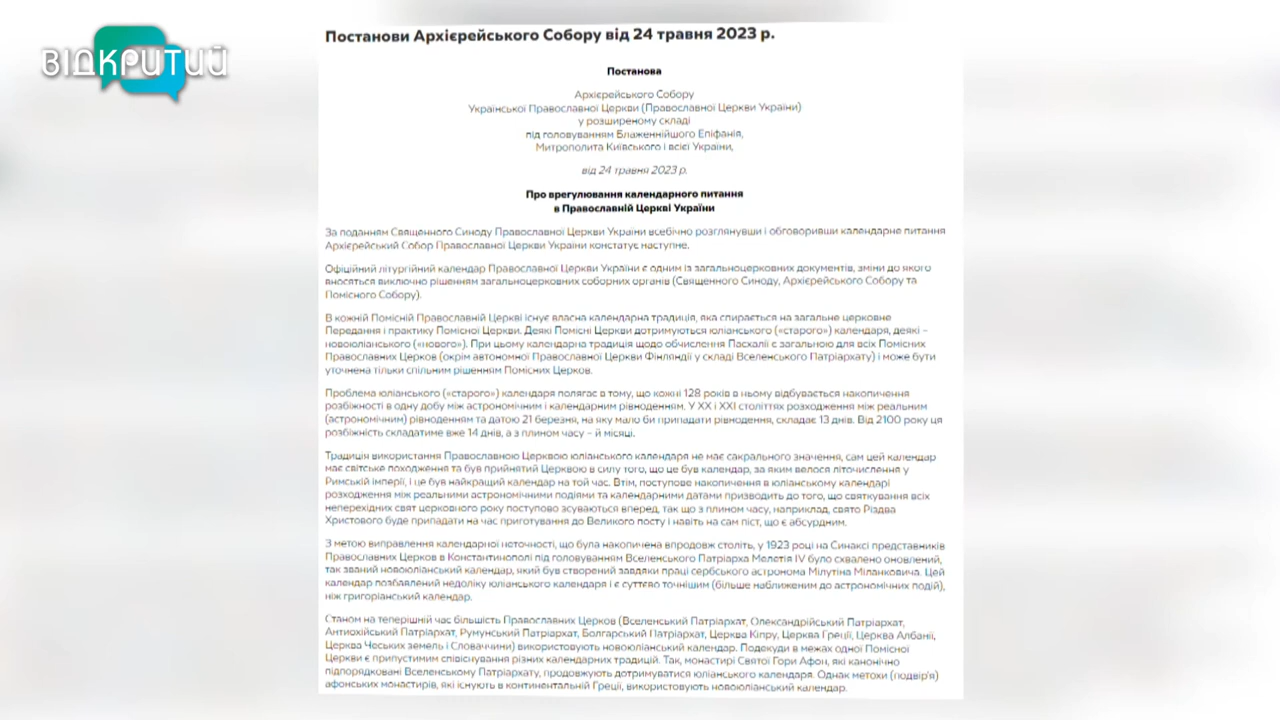 ВІДКРИТИЙ
Постанови Архієрейського Собору від 24 травня 2023 р.
Постанова
Архієрейського Собору
Української Православної Церкви (Православної Церкви України)
у розширеному складі
під головуванням Блаженнійшого Епіфанія,
Митрополита Київського і всієї України,
від 24 травня 2023 р.
Про врегулювання календарного питання
в Православній Церкві України
За поданням Священного Синоду Православної Церкви України всебічно розглянувши і обговоривши календарне питання
Архієрейський Собор Православної Церкви України констатує наступне.
Офіційний літургійний календар Православної Церкви України є одним із загальноцерковних документів, зміни до якого
вносяться виключно рішенням загальноцерковних соборних органів (Священного Синоду, Архієрейського Собору та
Помісного Собору).
В кожній Помісній Православній Церкві існує власна календарна традиція, яка спирається на загальне церковне
Передання і практику Помісної Церкви. Деякі Помісні Церкви дотримуються юліанського («старого») календаря, деякі –
новоюліанського («нового»). При цьому календарна традиція щодо обчислення Пасхалії є загальною для всіх Помісних
Православних Церков (окрім автономної Православної Церкви Фінляндії у складі Вселенського Патріархату) і може бути
уточнена тільки спільним рішенням Помісних Церков.
Проблема юліанського («старого») календаря полягає в тому, що кожні 128 років в ньому відбувається накопичення
розбіжності в одну добу між астрономічним і календарним рівноденням. У XX і XXI століттях розходження між реальним
(астрономічним) рівноденням та датою 21 березня, на яку мало би припадати рівнодення, складає 13 днів. Від 2100 року ця
розбіжність складатиме вже 14 днів, а з плином часу – й місяці.
Традиція використання Православною Церквою юліанського календаря не має сакрального значення, сам цей календар
має світське походження та був прийнятий Церквою в силу того, що це був календар, за яким велося літочислення у
Римській імперії, і це був найкращий календар на той час. Втім, поступове накопичення в юліанському календарі
розходження між реальними астрономічними подіями та календарними датами призводить до того, що святкування всіх
неперехідних свят церковного року поступово зсуваються вперед, так що з плином часу, наприклад, свято Різдва
Христового буде припадати на час приготування до Великого посту і навіть на сам піст, що є абсурдним.
З метою виправлення календарної неточності, що була накопичена впродовж століть, у 1923 році на Синаксі представників
Православних Церков в Константинополі під головуванням Вселенського Патріарха Мелетія IV було схвалено оновлений,
так званий новоюліанський календар, який був створений завдяки праці сербського астронома Мілутіна Міланковича. Цей
календар позбавлений недоліку юліанського календаря і є суттєво точнішим (більше наближеним до астрономічних подій),
ніж григоріанський календар.
Станом на теперішній час більшість Православних Церков (Вселенський Патріархат, Олександрійський Патріархат,
Антиохійський Патріархат, Румунський Патріархат, Болгарський Патріархат, Церква Кіпру, Церква Греції, Церква Албанії,
Церква Чеських земель і Словаччини) використовують новоюліанський календар. Подекуди в межах одної Помісної
Церкви є припустимим співіснування різних календарних традицій. Так, монастирі Святої Гори Афон, які канонічно
підпорядковані Вселенському Патріархату, продовжують дотримуватися юліанського календаря. Однак метохи (подвір'я)
афонських монастирів, які існують в континентальній Греції, використовують новоюліанський календар.